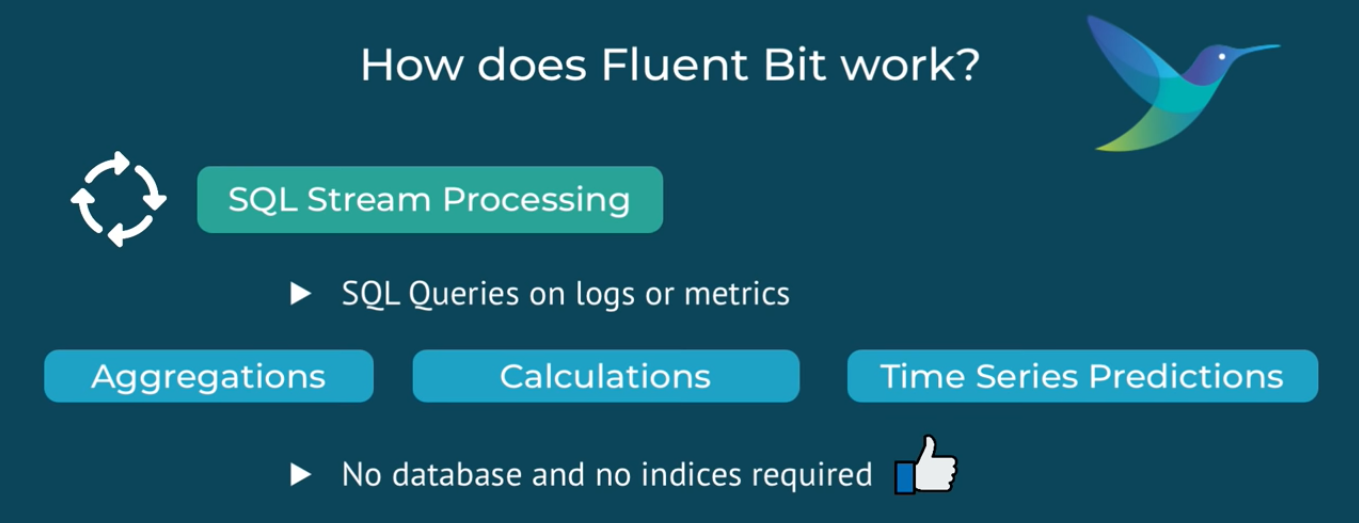 How does Fluent Bit work?
SQL Stream Processing
SQL Queries on logs or metrics
Aggregations
Calculations
Time Series Predictions
No database and no indices required